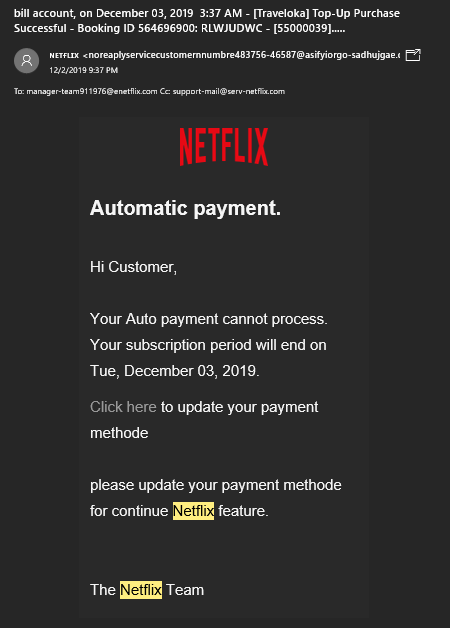 bill account, on December 03, 2019 3:37 AM - [Traveloka] Top-Up Purchase
Successful - Booking ID 564696900: RLWJUDWC - [55000039].....
NETFLIX <noreaplyservicecustomernnumbre483756-46587@asifyiorgo-sadhujgae.c
12/2/2019 9:37 PM
To: manager-team911976@enetflix.com Cc: support-mail@serv-netflix.com
NETFLIX
Automatic payment.
Hi Customer,
Your Auto payment cannot process.
Your subscription period will end on
Tue, December 03, 2019.
Click here to update your payment
methode
please update your payment methode
for continue Netflix feature.
The Netflix Team